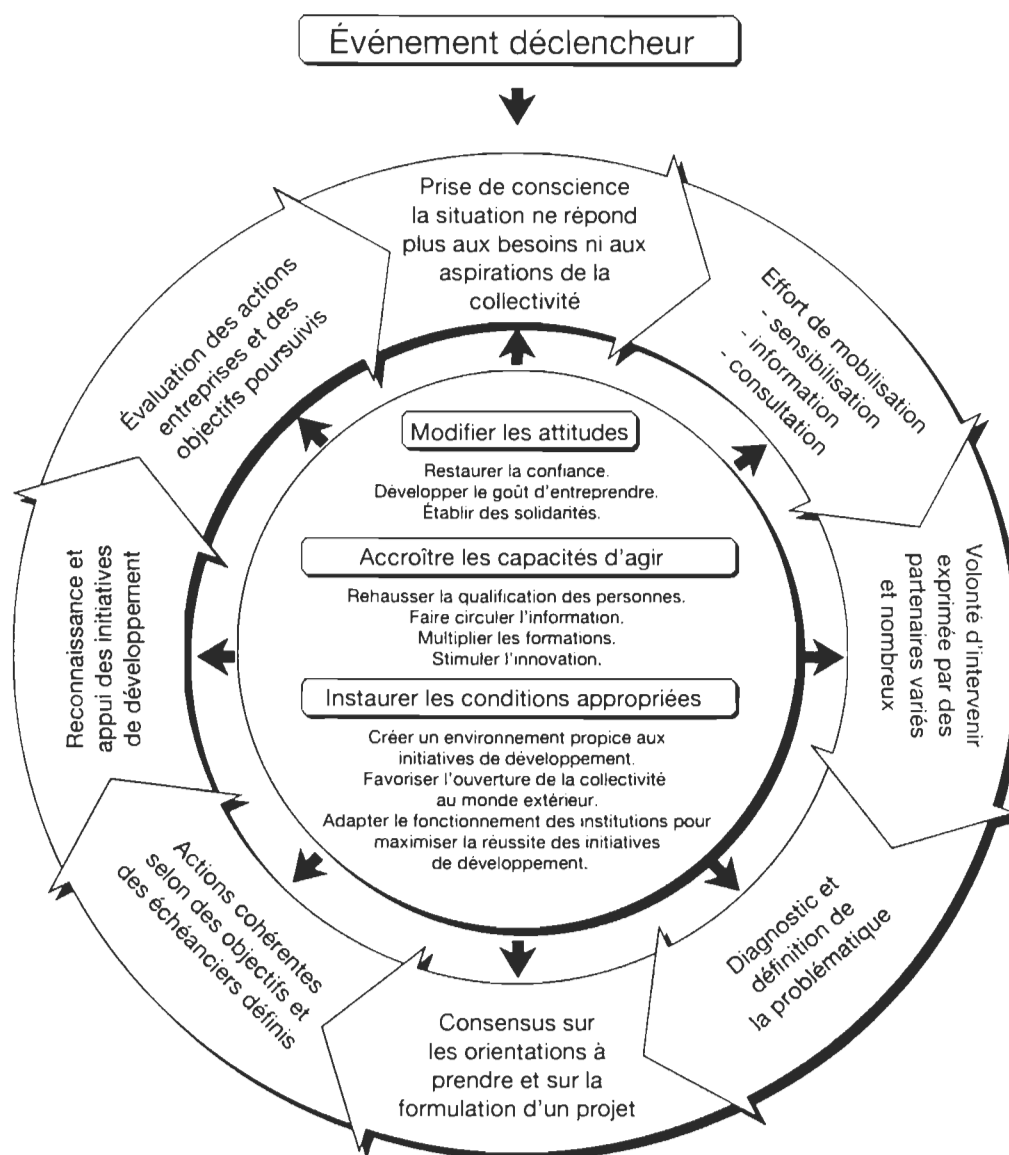 Événement déclencheur
Prise de conscience
la situation ne répond
plus aux besoins ni aux
aspirations de la
collectivité
Effort de mobilisation
- sensibilisation
- information
- consultation
Volonté d'intervenir
exprimée par des
partenaires variés
et nombreux
Diagnostic et
définition de
la problématique
Consensus sur
les orientations à
prendre et sur la
formulation d'un projet
Actions cohérentes
selon des objectifs et
des échéanciers définis
Reconnaissance et
appui des initiatives
de développement
Évaluation des actions
entreprises et des
objectifs poursuivis
Modifier les attitudes
Restaurer la confiance.
Développer le goût d'entreprendre.
Établir des solidarités.
Accroître les capacités d'agir
Rehausser la qualification des personnes.
Faire circuler l'information.
Multiplier les formations.
Stimuler l'innovation.
Instaurer les conditions appropriées
Créer un environnement propice aux
initiatives de développement.
Favoriser l'ouverture de la collectivité
au monde extérieur.
Adapter le fonctionnement des institutions pour
maximiser la réussite des initiatives
de développement.